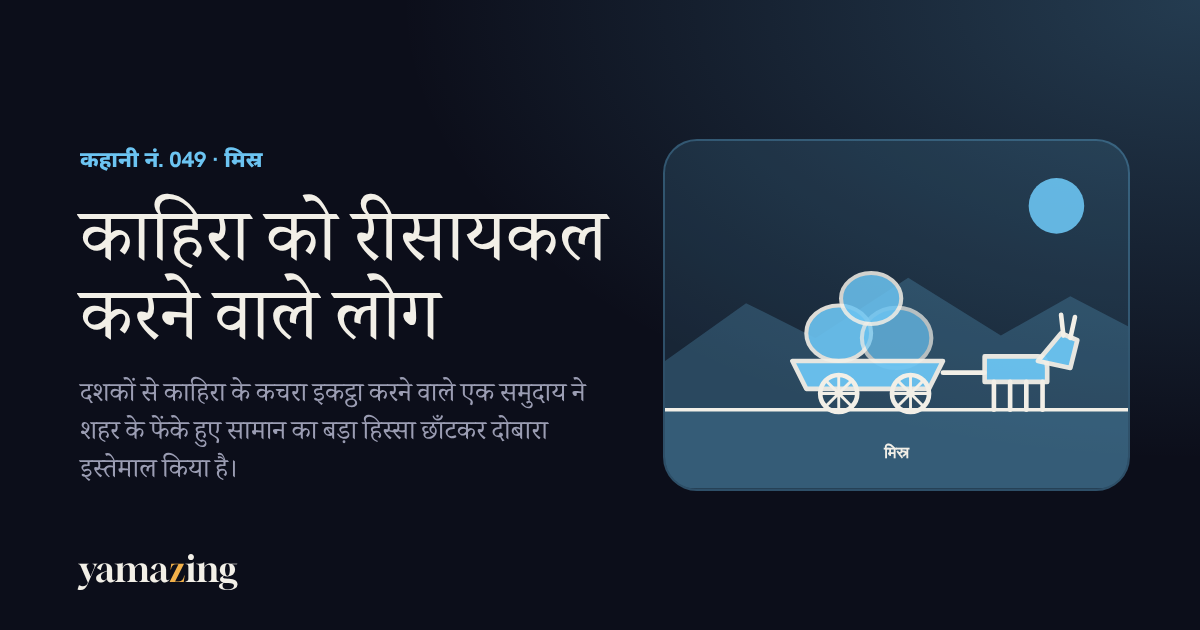 कहानी नं. 049 · मिस्र
काहिरा को रीसायकल
करने वाले लोग
दशकों से काहिरा के कचरा इकट्ठा करने वाले एक समुदाय ने
शहर के फेंके हुए सामान का बड़ा हिस्सा छाँटकर दोबारा
इस्तेमाल किया है।
मिस्र
yamazing